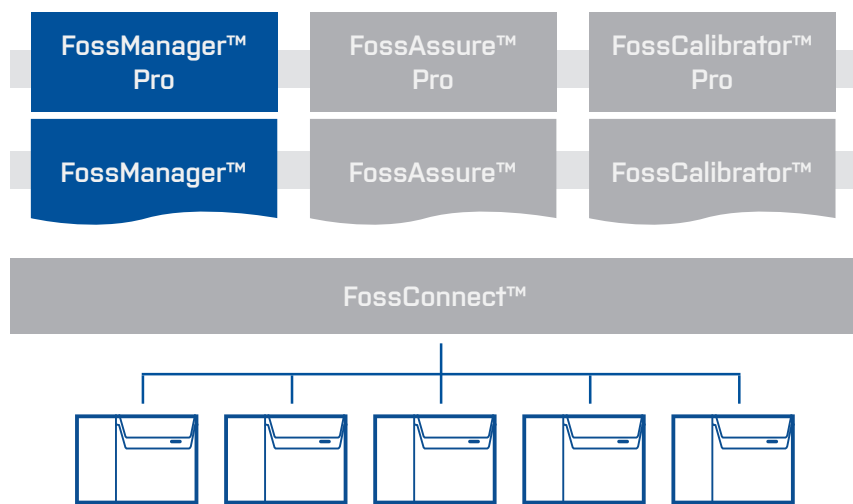 FossManager™
Pro
FossAssure™
Pro
FossCalibrator™
Pro
FossManager™
FossAssure™
FossCalibrator™
FossConnect™